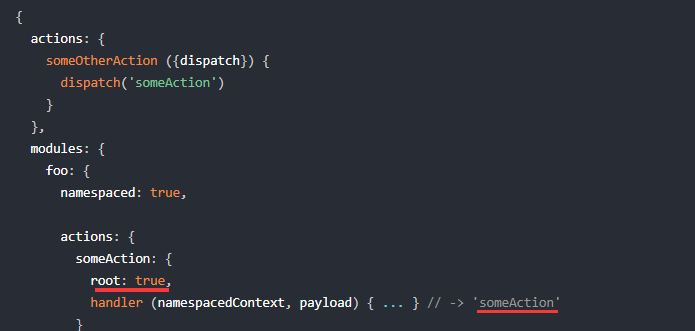 {
  actions: {
    someOtherAction ({dispatch}) {
      dispatch('someAction')
    }
  },
  modules: {
    foo: {
      namespaced: true,

      actions: {
        someAction: {
          root: true,
          handler (namespacedContext, payload) { ... } // -> 'someAction'
        }